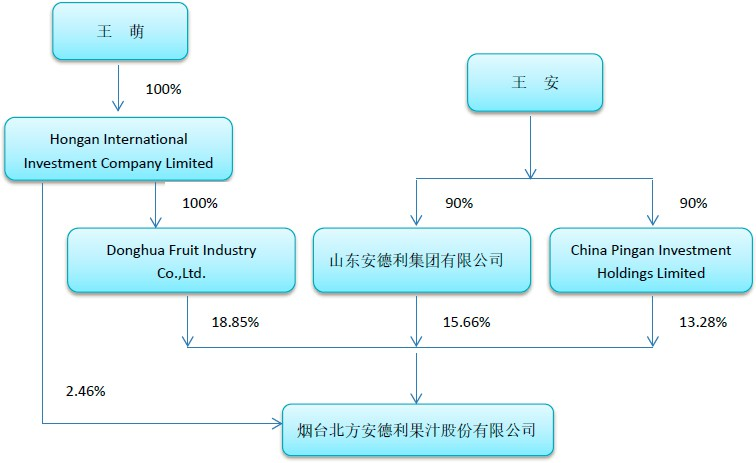 王 萌
100%
王 安
Hongan International
Investment Company Limited
100%
90%
90%
Donghua Fruit Industry
Co.,Ltd.
山东安德利集团有限公司
China Pingan Investment
Holdings Limited
18.85%
15.66%
13.28%
2.46%
烟台北方安德利果汁股份有限公司